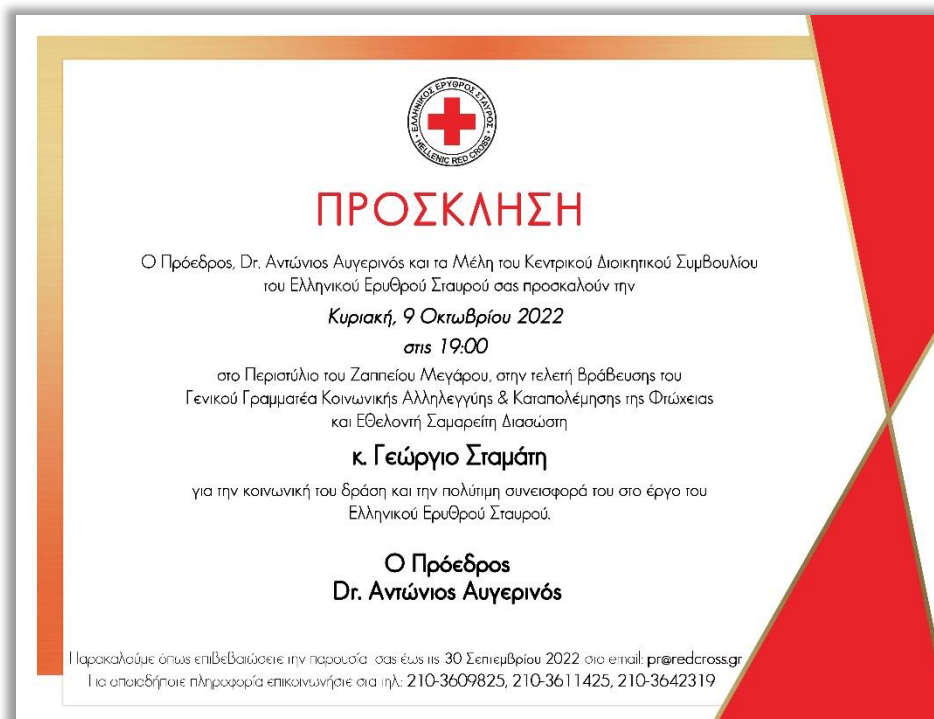 ΕΛΛΗΝΙΚΟΣ ΕΡΥΘΡΟΣ ΣΤΑΥΡΟΣ
HELLENIC RED CROSS
ΠΡΟΣΚΛΗΣΗ
Ο Πρόεδρος, Dr. Αντώνιος Αυγερινός και τα Μέλη του Κεντρικού Διοικητικού Συμβουλίου
του Ελληνικού Ερυθρού Σταυρού σας προσκαλούν την
Κυριακή, 9 Οκτωβρίου 2022
στις 19:00
στο Περιστύλιο του Ζαππείου Μεγάρου, στην τελετή βράβευσης του
Γενικού Γραμματέα Κοινωνικής Αλληλεγγύης & Καταπολέμησης της Φτώχειας
και Εθελοντή Σαμαρείτη Διασώστη
κ. Γεώργιο Σταμάτη
για την κοινωνική του δράση και την πολύτιμη συνεισφορά του στο έργο του
Ελληνικού Ερυθρού Σταυρού.
Ο Πρόεδρος
Dr. Αντώνιος Αυγερινός
Παρακαλούμε όπως επιβεβαιώσετε την παρουσία σας έως τις 30 Σεπτεμβρίου 2022 στο email: pr@redcross.gr
Για οποιαδήποτε πληροφορία επικοινωνήστε στα τηλ: 210-3609825, 210-3611425, 210-3642319